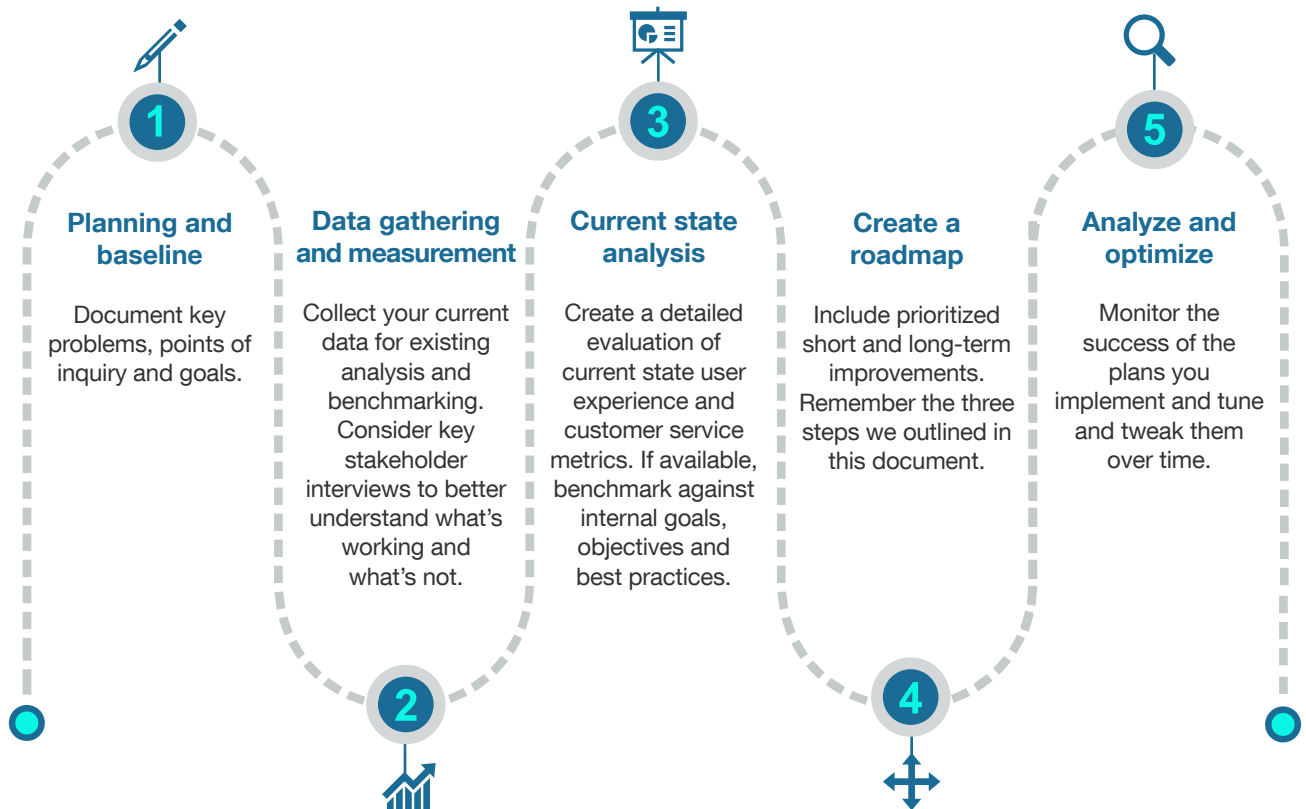 1
Planning and
baseline
Document key
problems, points of
inquiry and goals.
2
Data gathering
and measurement
Collect your current
data for existing
analysis and
benchmarking.
Consider key
stakeholder
interviews to better
understand what’s
working and
what’s not.
3
Current state
analysis
Create a detailed
evaluation of
current state user
experience and
customer service
metrics. If available,
benchmark against
internal goals,
objectives and
best practices.
4
Create a
roadmap
Include prioritized
short and long-term
improvements.
Remember the three
steps we outlined in
this document.
5
Analyze and
optimize
Monitor the
success of the
plans you
implement and tune
and tweak them
over time.